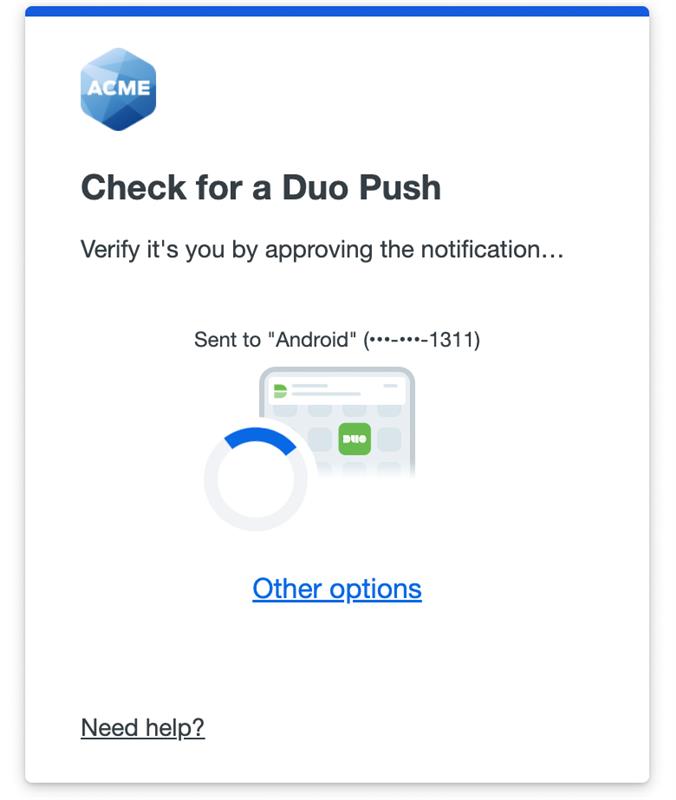 ACME
Check for a Duo Push
Verify it's you by approving the notification…
Sent to "Android" (•••-•••-1311)
DUO
Other options
Need help?